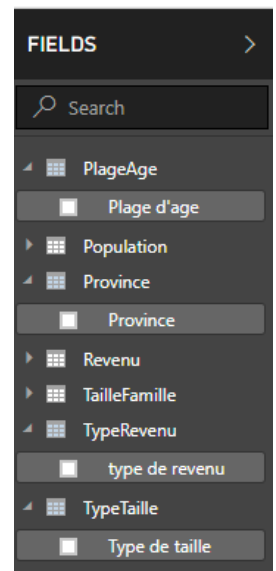 FIELDS
Search
PlageAge
Plage d'age
Population
Province
Province
Revenu
TailleFamille
TypeRevenu
type de revenu
TypeTaille
Type de taille